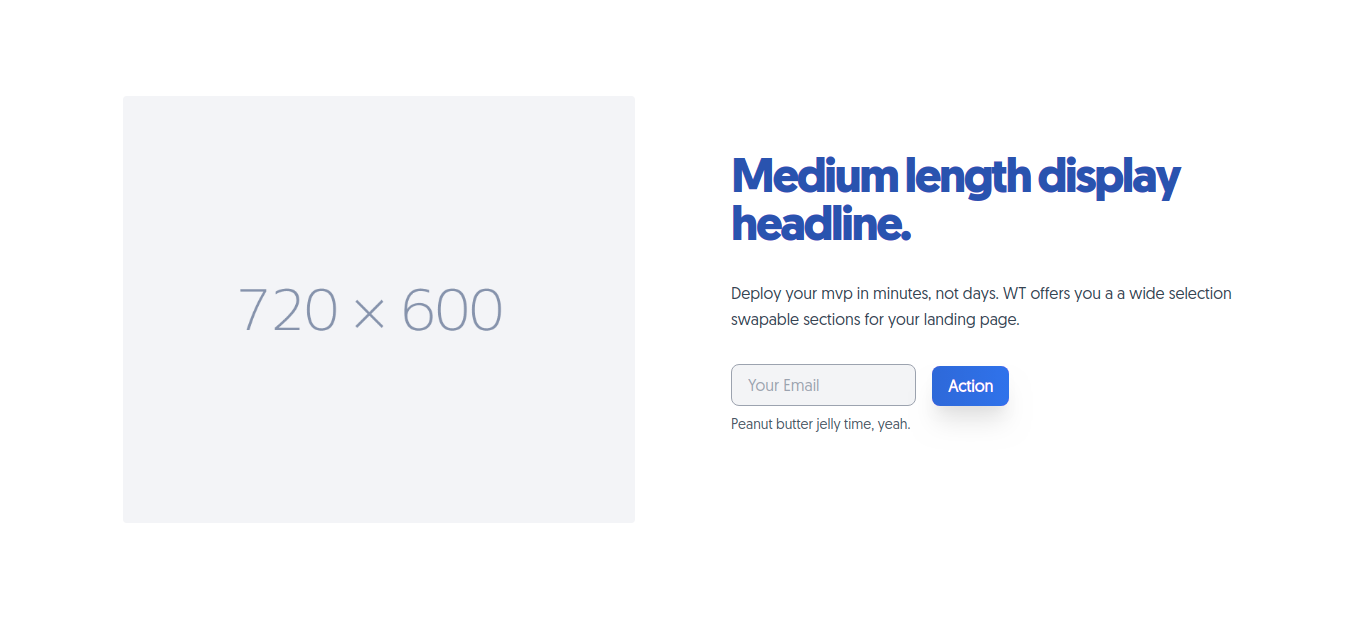 720 × 600
Medium length display
headline.
Deploy your mvp in minutes, not days. WT offers you a a wide selection
swapable sections for your landing page.
Your Email
Action
Peanut butter jelly time, yeah.